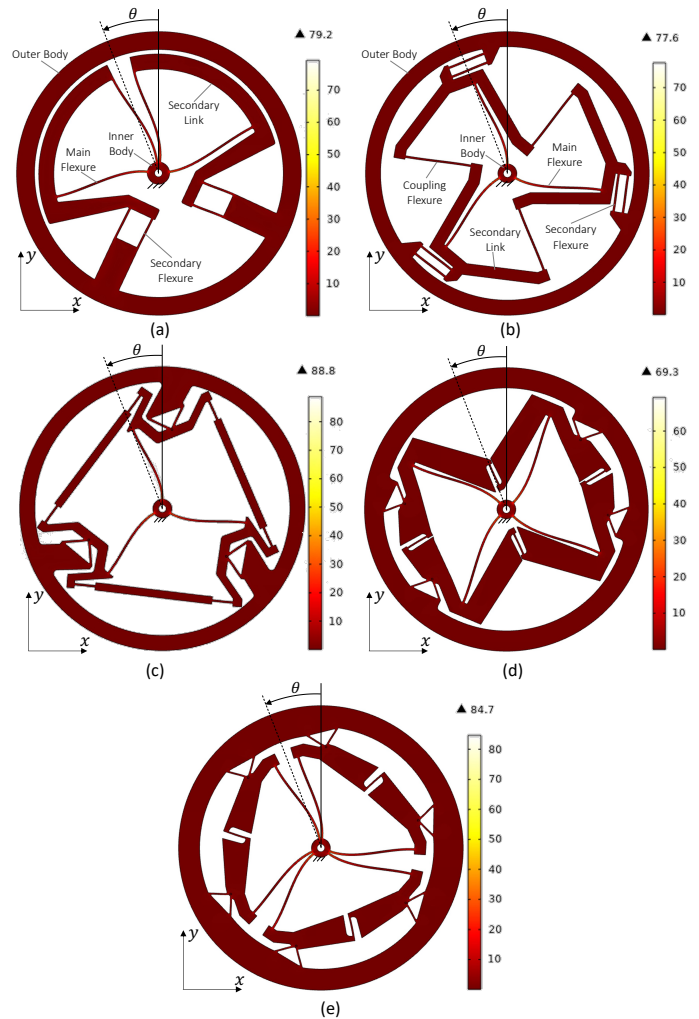 θ
▲ 79.2
Outer Body
Secondary
Link
Inner
Body
Main
Flexure
Secondary
Flexure
y
x
70
60
50
40
30
20
10
(a)
θ
▲ 77.6
Outer Body
Inner
Body
Main
Flexure
Coupling
Flexure
Secondary
Link
Secondary
Flexure
y
x
70
60
50
40
30
20
10
(b)
θ
▲ 88.8
y
x
80
70
60
50
40
30
20
10
(c)
θ
▲ 69.3
y
x
60
50
40
30
20
10
(d)
θ
▲ 84.7
y
x
80
70
60
50
40
30
20
10
(e)